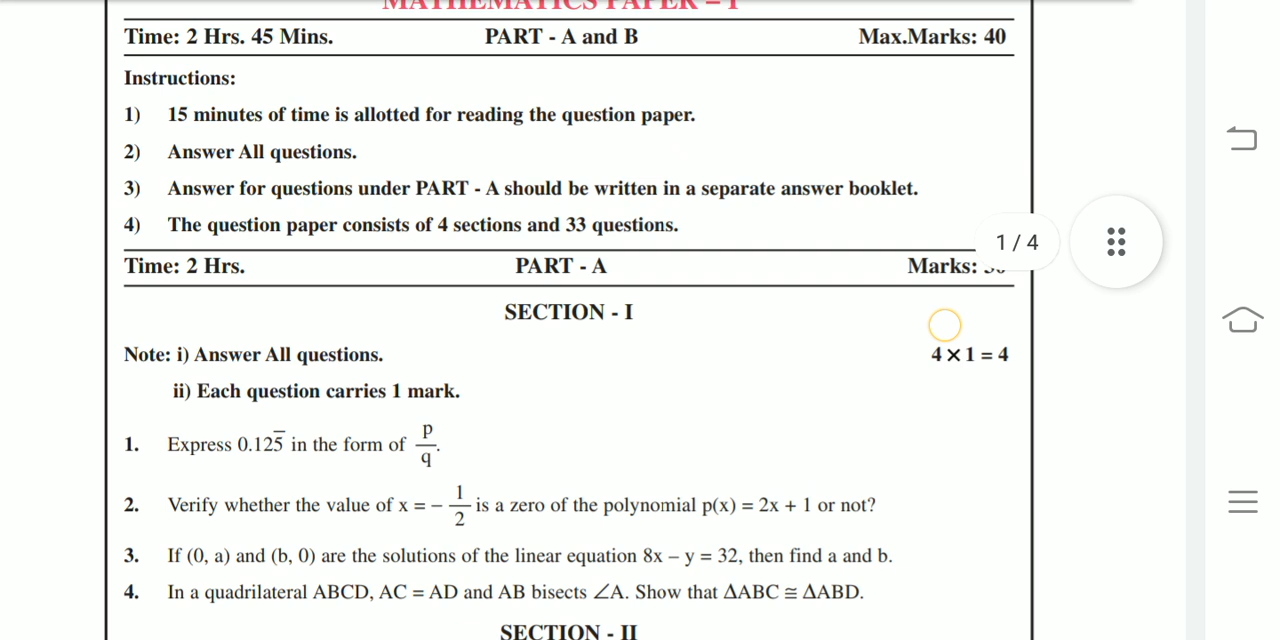 MATHEMATICS PAPER – I
Time: 2 Hrs. 45 Mins. PART - A and B Max.Marks: 40
Instructions:
1) 15 minutes of time is allotted for reading the question paper.
2) Answer All questions.
3) Answer for questions under PART - A should be written in a separate answer booklet.
4) The question paper consists of 4 sections and 33 questions.
1 / 4
Time: 2 Hrs. PART - A Marks:
SECTION - I
Note: i) Answer All questions. 4 × 1 = 4
ii) Each question carries 1 mark.
1. Express 0.125̅ in the form of p/q.
2. Verify whether the value of x = – 1/2 is a zero of the polynomial p(x) = 2x + 1 or not?
3. If (0, a) and (b, 0) are the solutions of the linear equation 8x – y = 32, then find a and b.
4. In a quadrilateral ABCD, AC = AD and AB bisects ∠A. Show that ΔABC ≅ ΔABD.
SECTION - II